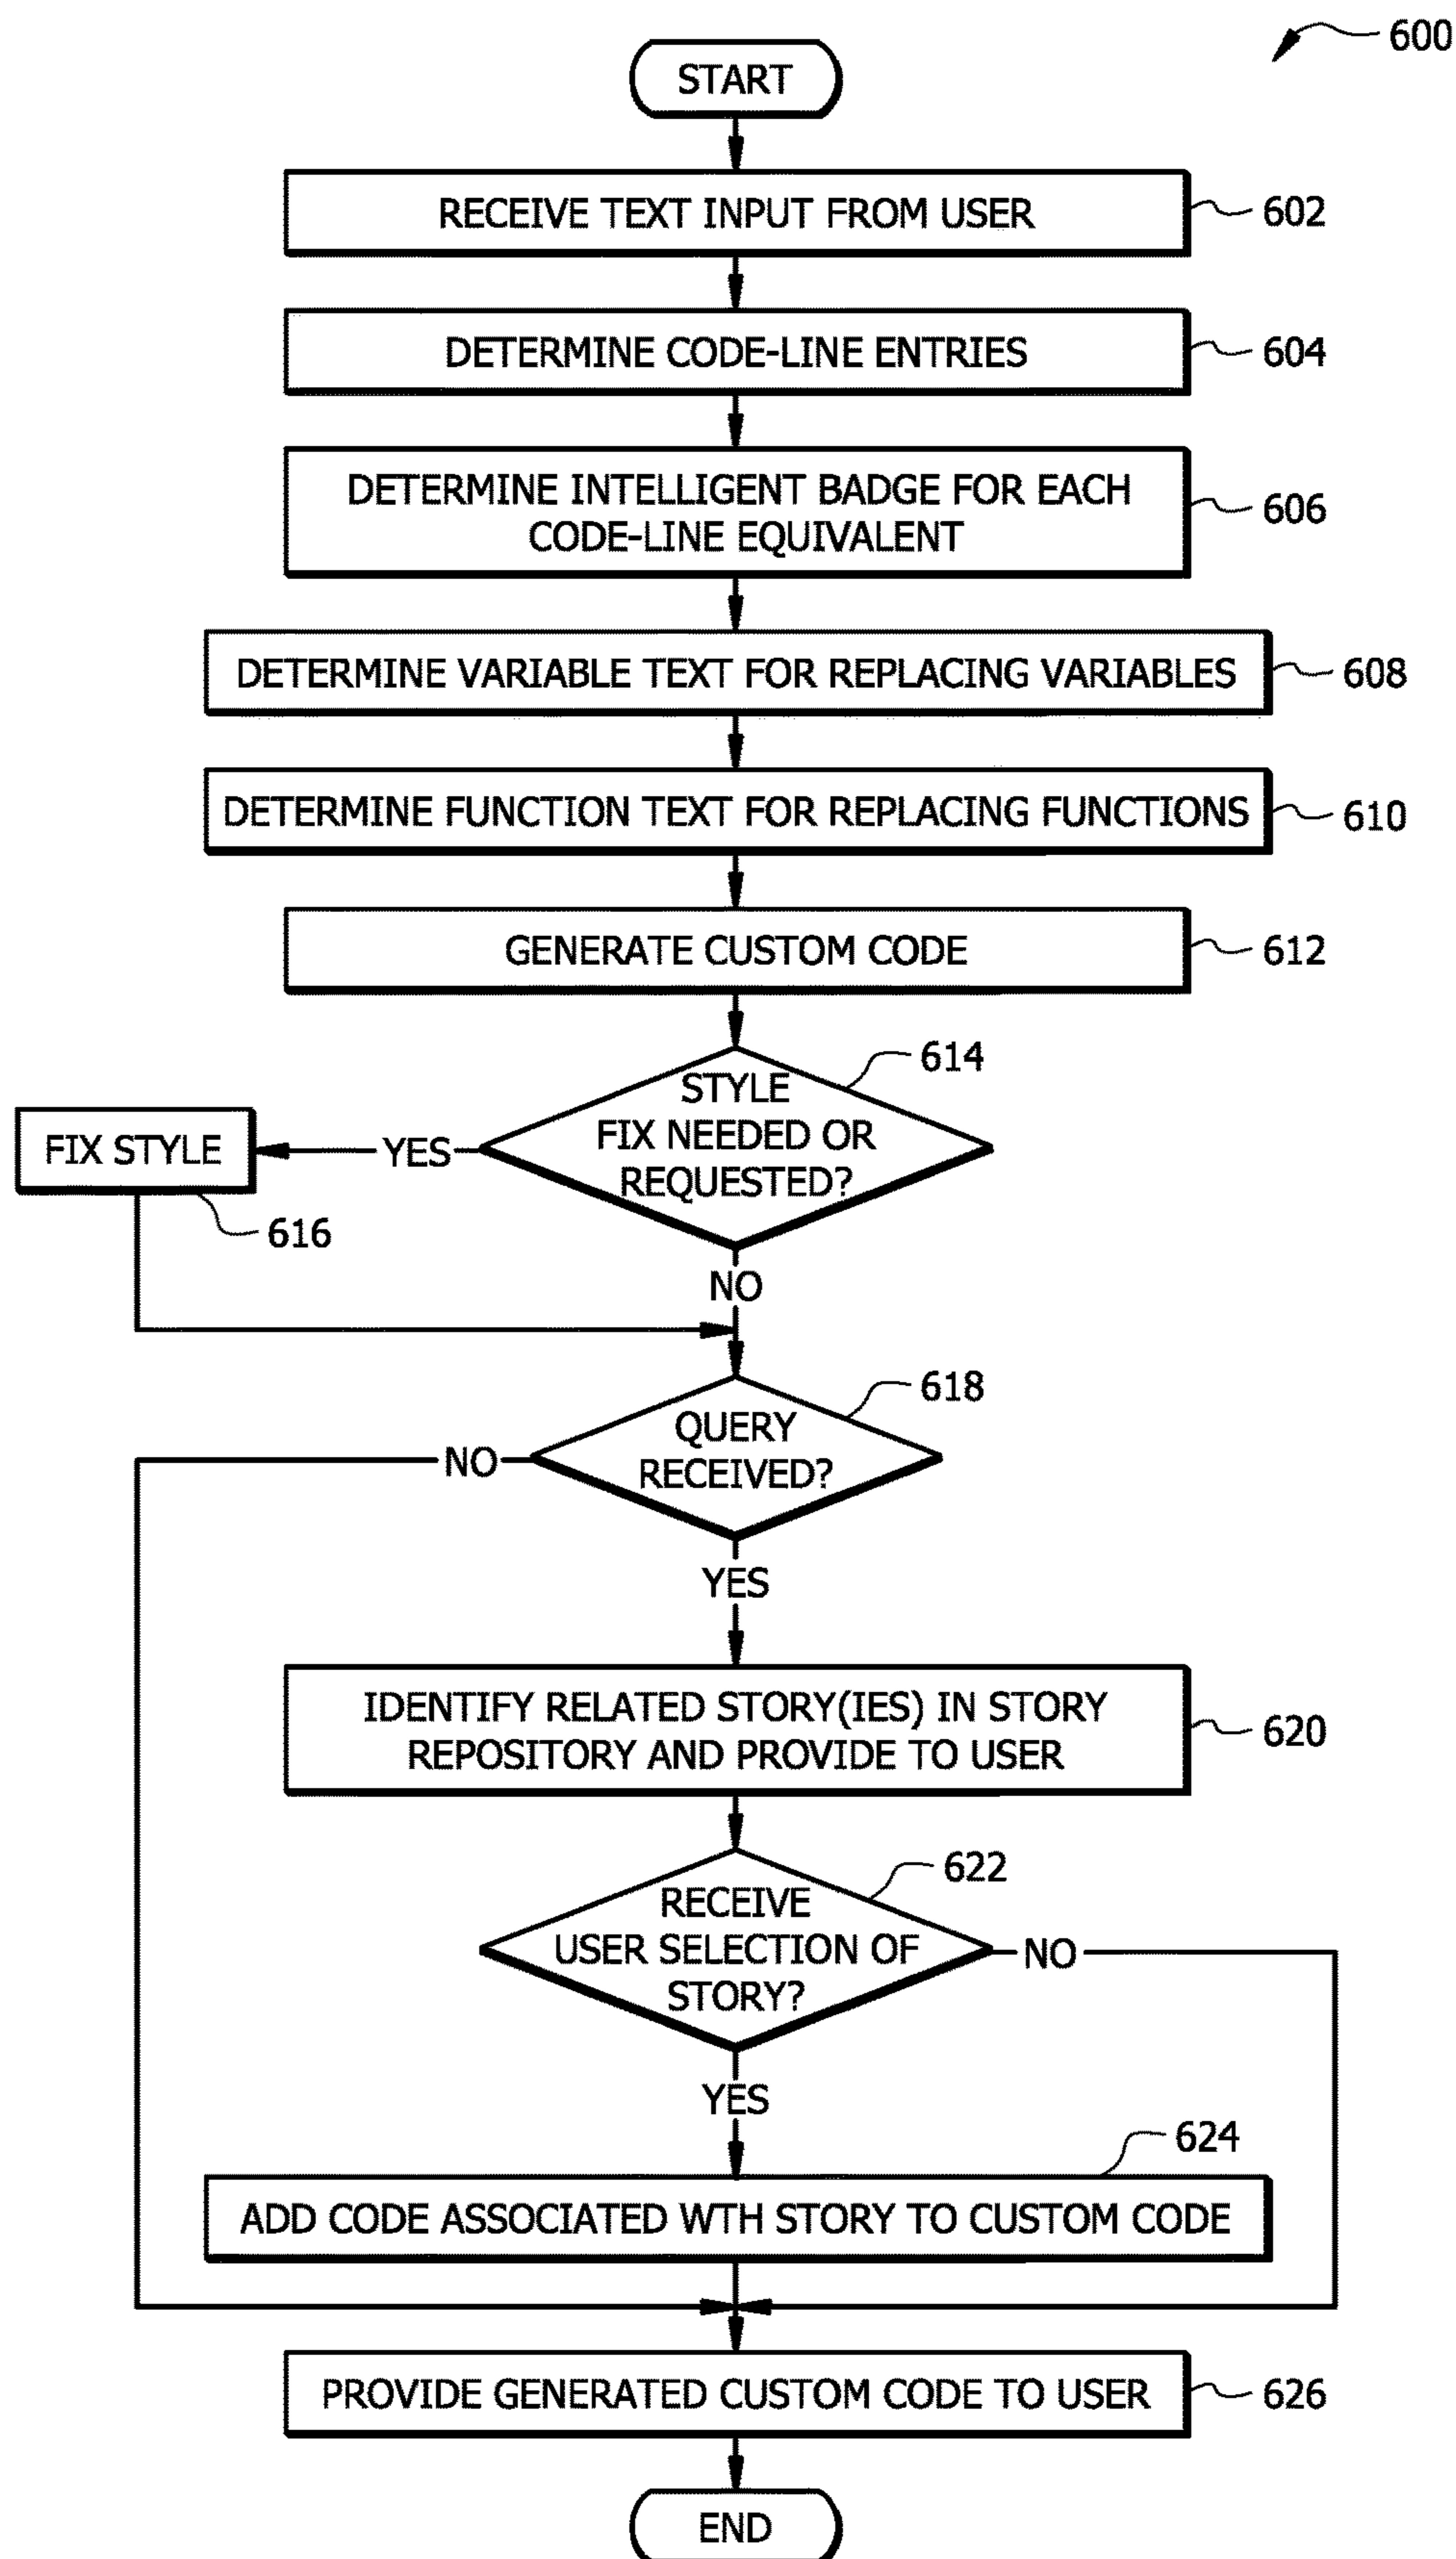 600
START
RECEIVE TEXT INPUT FROM USER
602
DETERMINE CODE-LINE ENTRIES
604
DETERMINE INTELLIGENT BADGE FOR EACH
CODE-LINE EQUIVALENT
606
DETERMINE VARIABLE TEXT FOR REPLACING VARIABLES
608
DETERMINE FUNCTION TEXT FOR REPLACING FUNCTIONS
610
GENERATE CUSTOM CODE
612
614
STYLE
FIX NEEDED OR
REQUESTED?
YES
FIX STYLE
616
NO
618
QUERY
RECEIVED?
NO
YES
IDENTIFY RELATED STORY(IES) IN STORY
REPOSITORY AND PROVIDE TO USER
620
622
RECEIVE
USER SELECTION OF
STORY?
NO
YES
624
ADD CODE ASSOCIATED WTH STORY TO CUSTOM CODE
PROVIDE GENERATED CUSTOM CODE TO USER
626
END